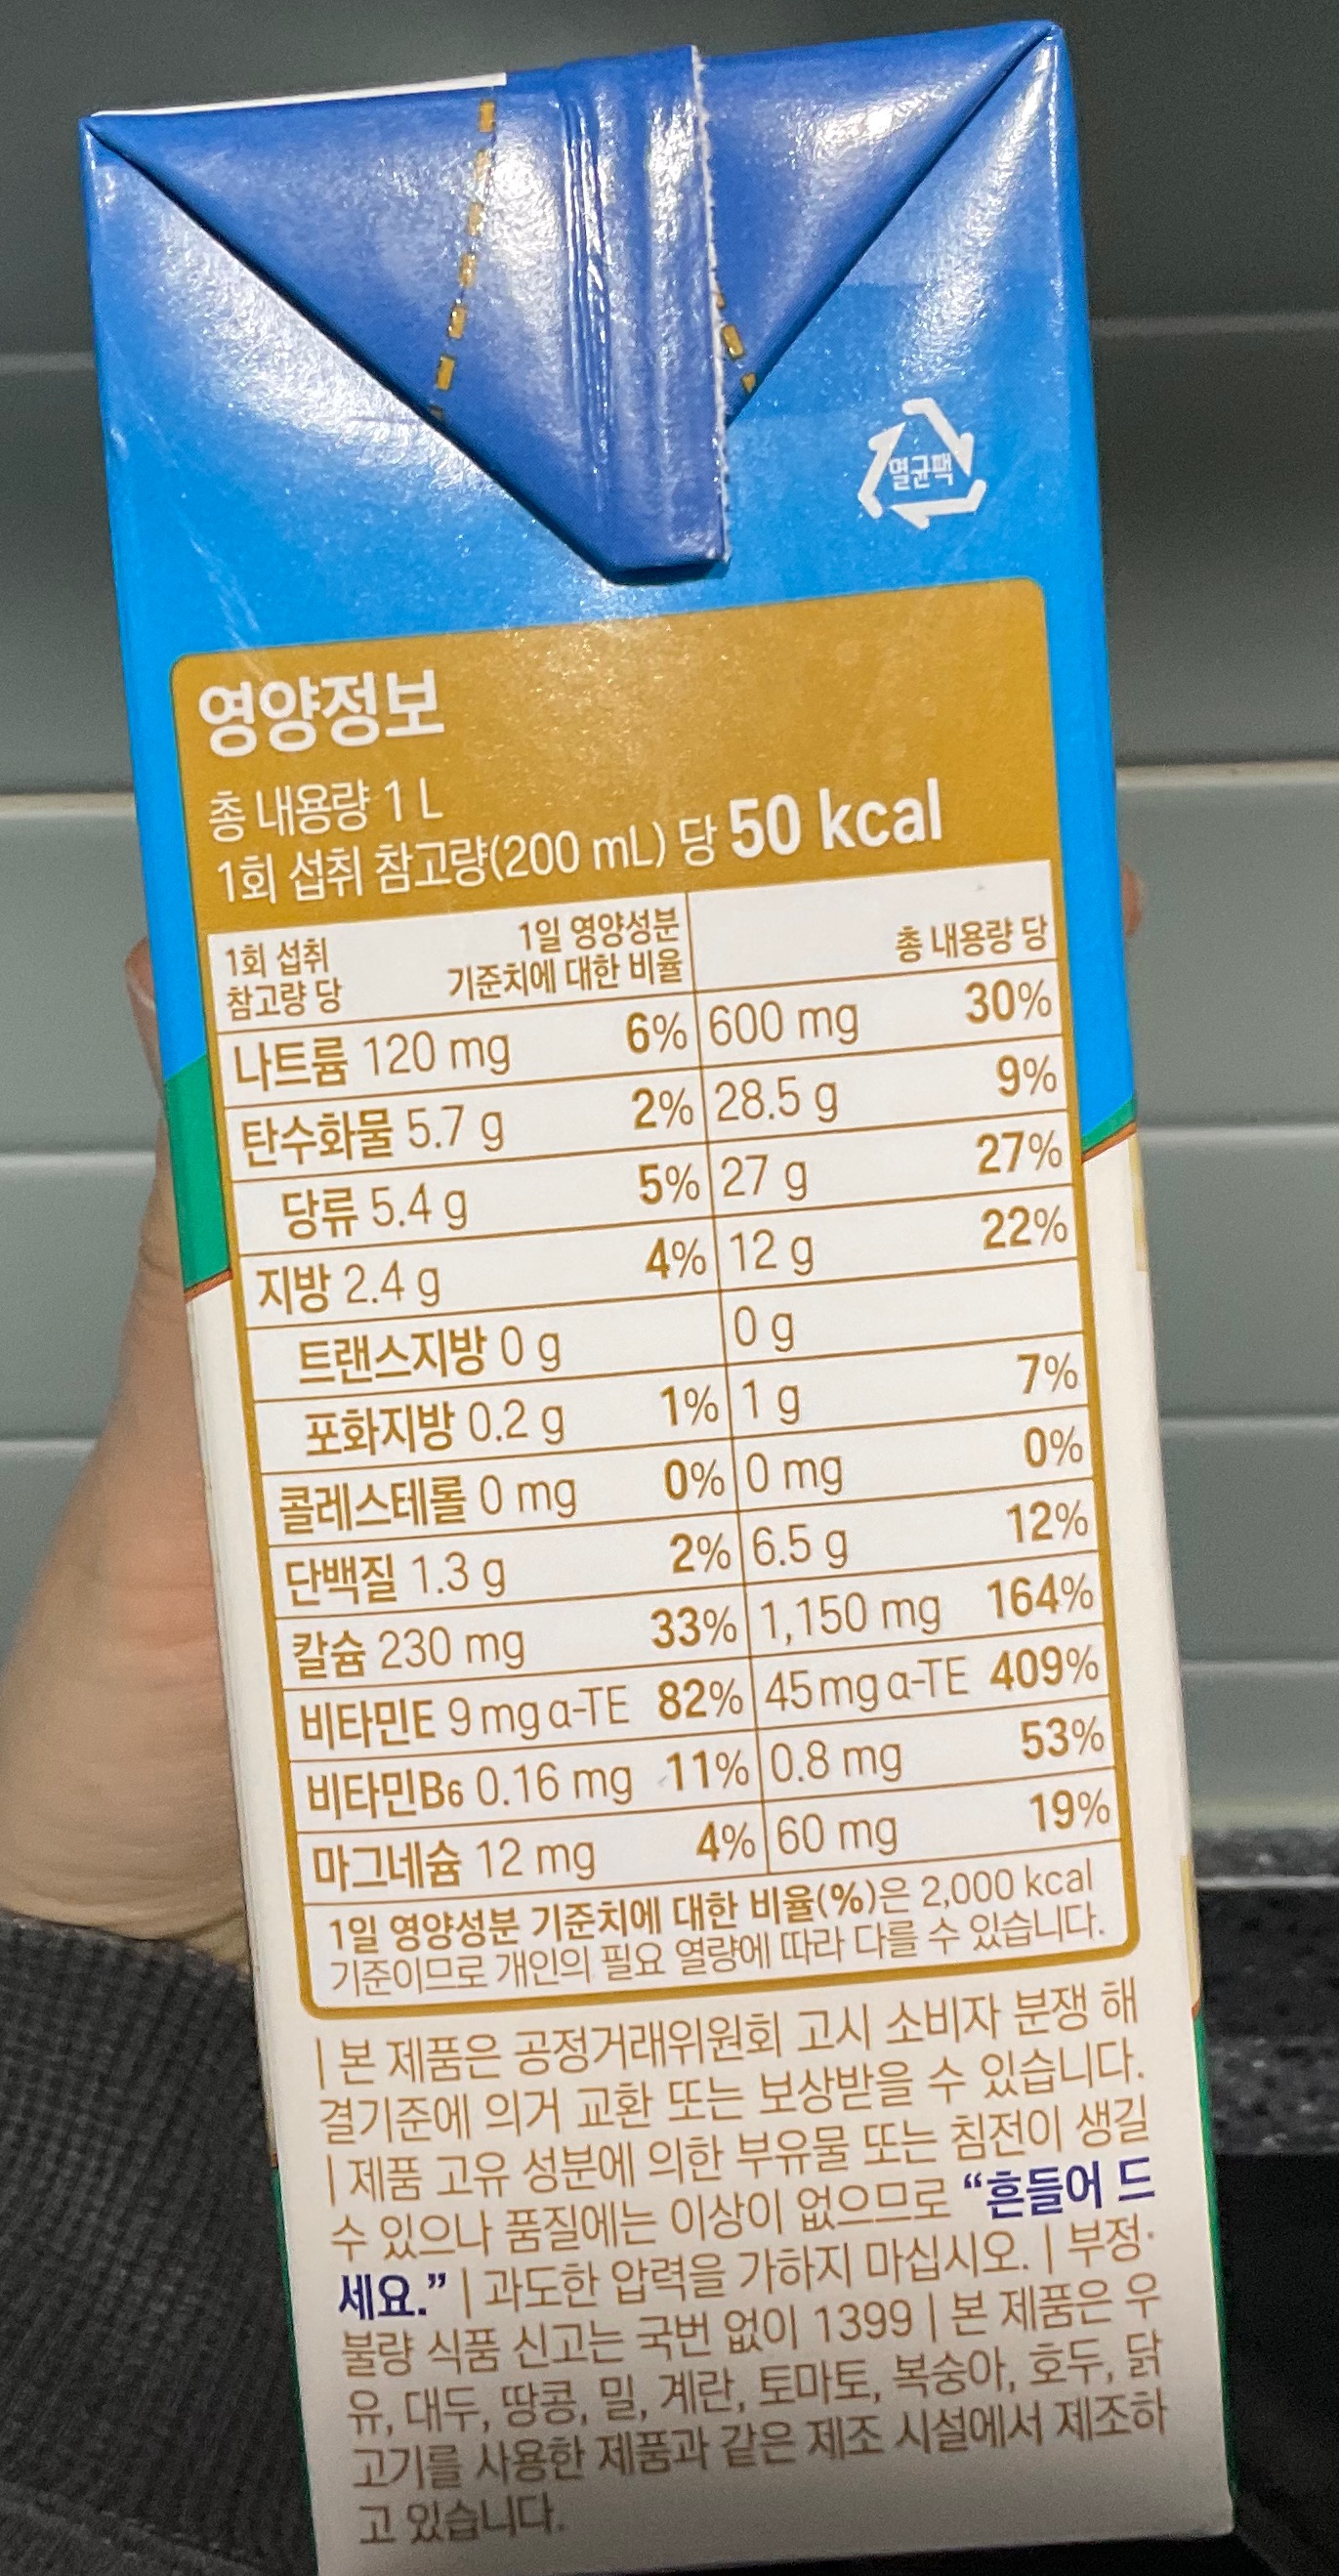 멸균팩
영양정보
총 내용량 1 L
1회 섭취 참고량(200 mL) 당 50 kcal
1회 섭취 참고량 당 1일 영양성분 기준치에 대한 비율 총 내용량 당
나트륨 120 mg 6% 600 mg 30%
탄수화물 5.7 g 2% 28.5 g 9%
당류 5.4 g 5% 27 g 27%
지방 2.4 g 4% 12 g 22%
트랜스지방 0 g 0 g
포화지방 0.2 g 1% 1 g 7%
콜레스테롤 0 mg 0% 0 mg 0%
단백질 1.3 g 2% 6.5 g 12%
칼슘 230 mg 33% 1,150 mg 164%
비타민E 9 mg α-TE 82% 45 mg α-TE 409%
비타민B6 0.16 mg 11% 0.8 mg 53%
마그네슘 12 mg 4% 60 mg 19%
1일 영양성분 기준치에 대한 비율(%)은 2,000 kcal
기준이므로 개인의 필요 열량에 따라 다를 수 있습니다.
| 본 제품은 공정거래위원회 고시 소비자 분쟁 해
결기준에 의거 교환 또는 보상받을 수 있습니다.
| 제품 고유 성분에 의한 부유물 또는 침전이 생길
수 있으나 품질에는 이상이 없으므로 “흔들어 드
세요.” | 과도한 압력을 가하지 마십시오. | 부정·
불량 식품 신고는 국번 없이 1399 | 본 제품은 우
유, 대두, 땅콩, 밀, 계란, 토마토, 복숭아, 호두, 닭
고기를 사용한 제품과 같은 제조 시설에서 제조하
고 있습니다.